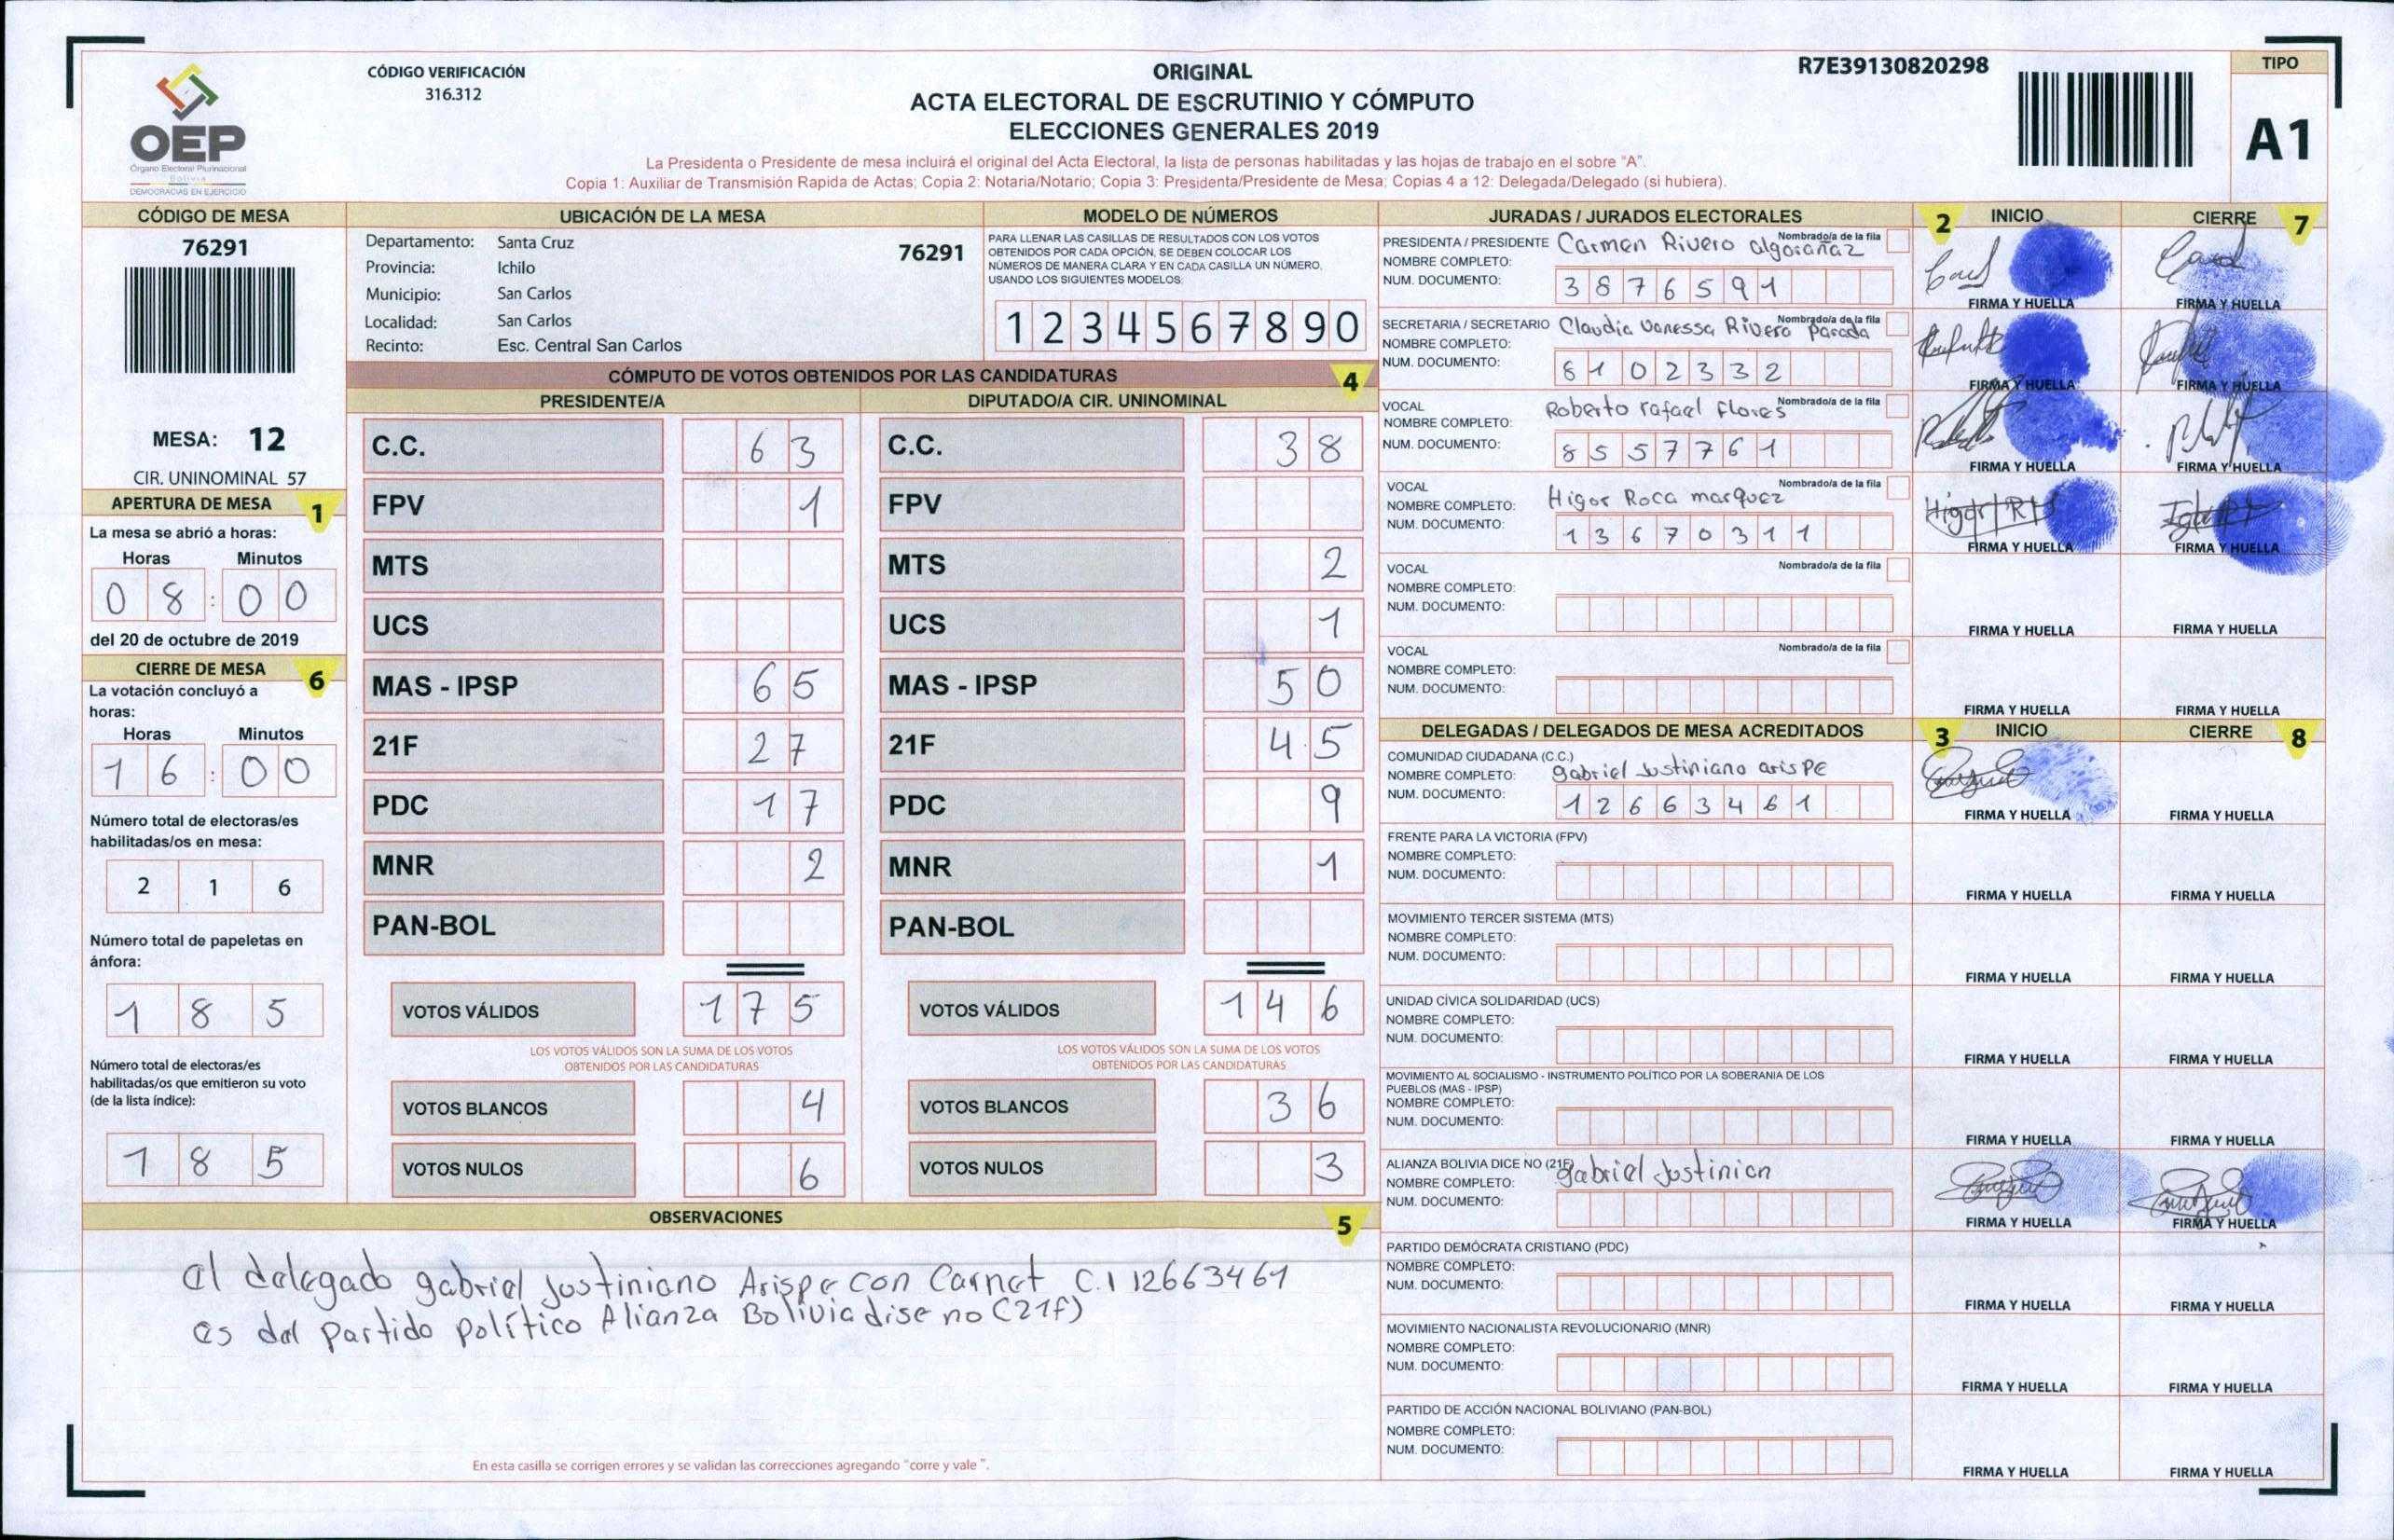 CÓDIGO VERIFICACIÓN
316.312
OEP
Órgano Electoral Plurinacional
Bolivia
DEMOCRACIAS EN EJERCICIO
ORIGINAL
ACTA ELECTORAL DE ESCRUTINIO Y CÓMPUTO
ELECCIONES GENERALES 2019
La Presidenta o Presidente de mesa incluirá el original del Acta Electoral, la lista de personas habilitadas y las hojas de trabajo en el sobre "A".
Copia 1: Auxiliar de Transmisión Rapida de Actas; Copia 2: Notaria/Notario; Copia 3: Presidenta/Presidente de Mesa; Copias 4 a 12: Delegada/Delegado (si hubiera).
R7E39130820298
TIPO
A1
CÓDIGO DE MESA
76291
MESA: 12
CIR. UNINOMINAL 57
APERTURA DE MESA 1
La mesa se abrió a horas:
Horas Minutos
08:00
del 20 de octubre de 2019
CIERRE DE MESA 6
La votación concluyó a
horas:
Horas Minutos
16:00
Número total de electoras/es
habilitadas/os en mesa:
2 1 6
Número total de papeletas en
ánfora:
1 8 5
Número total de electoras/es
habilitadas/os que emitieron su voto
(de la lista índice):
1 8 5
UBICACIÓN DE LA MESA
Departamento: Santa Cruz 76291
Provincia: Ichilo
Municipio: San Carlos
Localidad: San Carlos
Recinto: Esc. Central San Carlos
MODELO DE NÚMEROS
PARA LLENAR LAS CASILLAS DE RESULTADOS CON LOS VOTOS
OBTENIDOS POR CADA OPCIÓN, SE DEBEN COLOCAR LOS
NÚMEROS DE MANERA CLARA Y EN CADA CASILLA UN NÚMERO,
USANDO LOS SIGUIENTES MODELOS:
1 2 3 4 5 6 7 8 9 0
CÓMPUTO DE VOTOS OBTENIDOS POR LAS CANDIDATURAS 4
PRESIDENTE/A DIPUTADO/A CIR. UNINOMINAL
C.C. 63 C.C. 38
FPV 1 FPV
MTS MTS 2
UCS UCS 1
MAS - IPSP 65 MAS - IPSP 50
21F 27 21F 45
PDC 17 PDC 9
MNR 2 MNR 1
PAN-BOL PAN-BOL
VOTOS VÁLIDOS 175 VOTOS VÁLIDOS 146
LOS VOTOS VÁLIDOS SON LA SUMA DE LOS VOTOS LOS VOTOS VÁLIDOS SON LA SUMA DE LOS VOTOS
OBTENIDOS POR LAS CANDIDATURAS OBTENIDOS POR LAS CANDIDATURAS
VOTOS BLANCOS 4 VOTOS BLANCOS 36
VOTOS NULOS 6 VOTOS NULOS 3
OBSERVACIONES 5
el delegado gabriel Justiniano Arispe con Carnet C.I 12663461
es del Partido político Alianza Bolivia dise no (21f)
En esta casilla se corrigen errores y se validan las correcciones agregando "corre y vale ".
JURADAS / JURADOS ELECTORALES 2 INICIO CIERRE 7
PRESIDENTA / PRESIDENTE Carmen Rivero algorañaz Nombrado/a de la fila
NOMBRE COMPLETO:
NUM. DOCUMENTO: 3876591
FIRMA Y HUELLA FIRMA Y HUELLA
SECRETARIA / SECRETARIO Claudia Vanessa Rivero Parada Nombrado/a de la fila
NOMBRE COMPLETO:
NUM. DOCUMENTO: 8102332
FIRMA Y HUELLA FIRMA Y HUELLA
VOCAL Roberto rafael flores Nombrado/a de la fila
NOMBRE COMPLETO:
NUM. DOCUMENTO: 8557761
FIRMA Y HUELLA FIRMA Y HUELLA
VOCAL Nombrado/a de la fila
NOMBRE COMPLETO: Higor Roca marquez
NUM. DOCUMENTO: 13670311
FIRMA Y HUELLA FIRMA Y HUELLA
VOCAL Nombrado/a de la fila
NOMBRE COMPLETO:
NUM. DOCUMENTO:
FIRMA Y HUELLA FIRMA Y HUELLA
VOCAL Nombrado/a de la fila
NOMBRE COMPLETO:
NUM. DOCUMENTO:
FIRMA Y HUELLA FIRMA Y HUELLA
DELEGADAS / DELEGADOS DE MESA ACREDITADOS 3 INICIO CIERRE 8
COMUNIDAD CIUDADANA (C.C.)
NOMBRE COMPLETO: gabriel Justiniano arisPE
NUM. DOCUMENTO: 12663461
FIRMA Y HUELLA FIRMA Y HUELLA
FRENTE PARA LA VICTORIA (FPV)
NOMBRE COMPLETO:
NUM. DOCUMENTO:
FIRMA Y HUELLA FIRMA Y HUELLA
MOVIMIENTO TERCER SISTEMA (MTS)
NOMBRE COMPLETO:
NUM. DOCUMENTO:
FIRMA Y HUELLA FIRMA Y HUELLA
UNIDAD CÍVICA SOLIDARIDAD (UCS)
NOMBRE COMPLETO:
NUM. DOCUMENTO:
FIRMA Y HUELLA FIRMA Y HUELLA
MOVIMIENTO AL SOCIALISMO - INSTRUMENTO POLÍTICO POR LA SOBERANIA DE LOS
PUEBLOS (MAS - IPSP)
NOMBRE COMPLETO:
NUM. DOCUMENTO:
FIRMA Y HUELLA FIRMA Y HUELLA
ALIANZA BOLIVIA DICE NO (21F) gabriel Justinian
NOMBRE COMPLETO:
NUM. DOCUMENTO:
FIRMA Y HUELLA FIRMA Y HUELLA
PARTIDO DEMÓCRATA CRISTIANO (PDC)
NOMBRE COMPLETO:
NUM. DOCUMENTO:
FIRMA Y HUELLA FIRMA Y HUELLA
MOVIMIENTO NACIONALISTA REVOLUCIONARIO (MNR)
NOMBRE COMPLETO:
NUM. DOCUMENTO:
FIRMA Y HUELLA FIRMA Y HUELLA
PARTIDO DE ACCIÓN NACIONAL BOLIVIANO (PAN-BOL)
NOMBRE COMPLETO:
NUM. DOCUMENTO:
FIRMA Y HUELLA FIRMA Y HUELLA